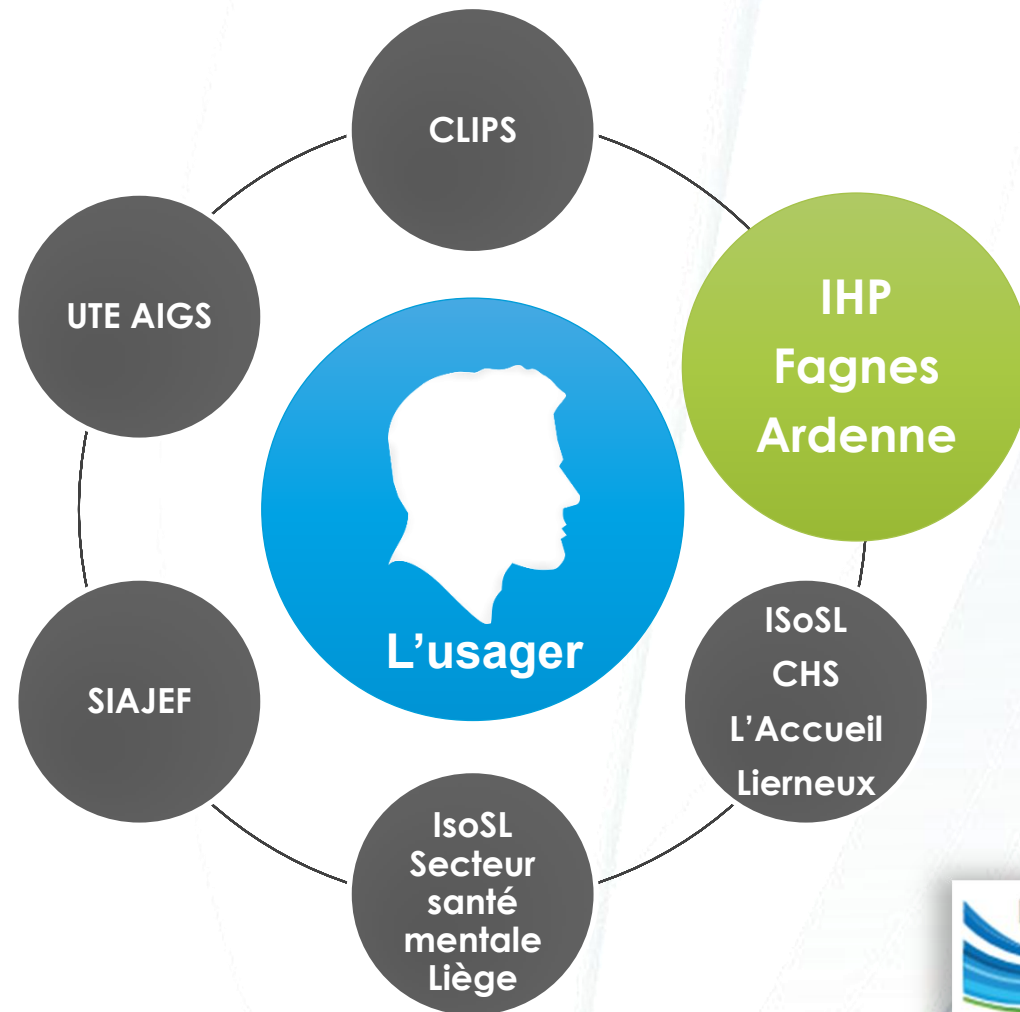 CLIPS
IHP
Fagnes
Ardenne
UTE AIGS
L'usager
SIAJEF
ISoSL
CHS
L'Accueil
Lierneux
IsoSL
Secteur
santé
mentale
Liège